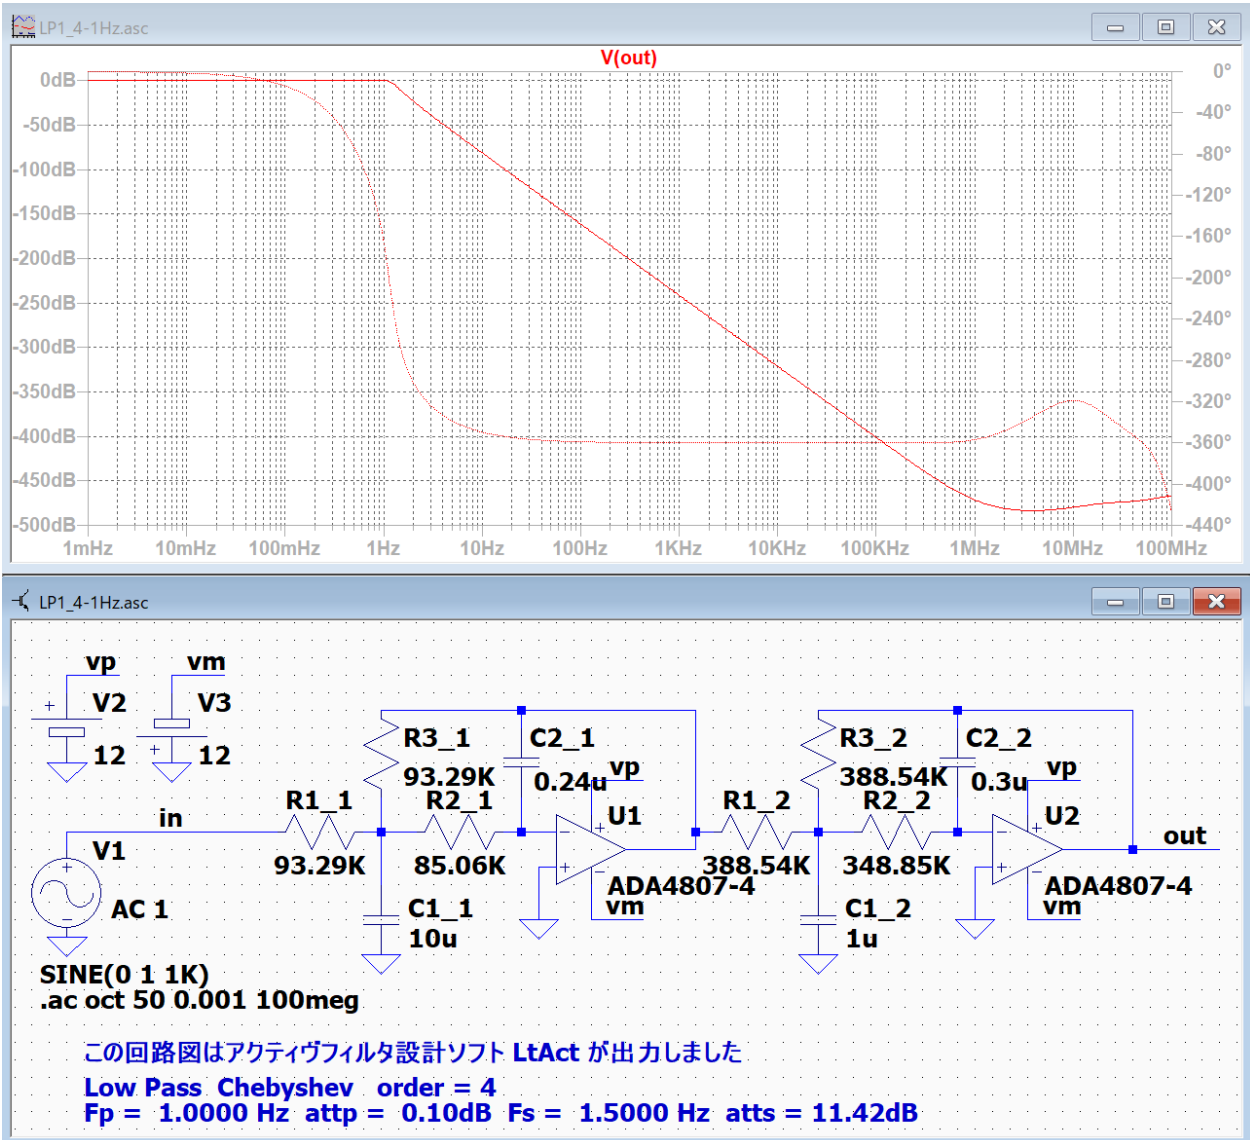 LP1_4-1Hz.asc
V(out)
0dB
-50dB
-100dB
-150dB
-200dB
-250dB
-300dB
-350dB
-400dB
-450dB
-500dB
0°
-40°
-80°
-120°
-160°
-200°
-240°
-280°
-320°
-360°
-400°
-440°
1mHz 10mHz 100mHz 1Hz 10Hz 100Hz 1KHz 10KHz 100KHz 1MHz 10MHz 100MHz
LP1_4-1Hz.asc
vp vm
V2 V3
12 12
R3_1 C2_1 R3_2 C2_2
93.29K 0.24u vp 388.54K 0.3u vp
in R1_1 R2_1 U1 R1_2 R2_2 U2
out
V1 93.29K 85.06K 388.54K 348.85K
ADA4807-4 ADA4807-4
AC 1 C1_1 vm C1_2 vm
10u 1u
SINE(0 1 1K)
.ac oct 50 0.001 100meg
この回路図はアクティヴフィルタ設計ソフト LtAct が出力しました
Low Pass Chebyshev order = 4
Fp = 1.0000 Hz attp = 0.10dB Fs = 1.5000 Hz atts = 11.42dB